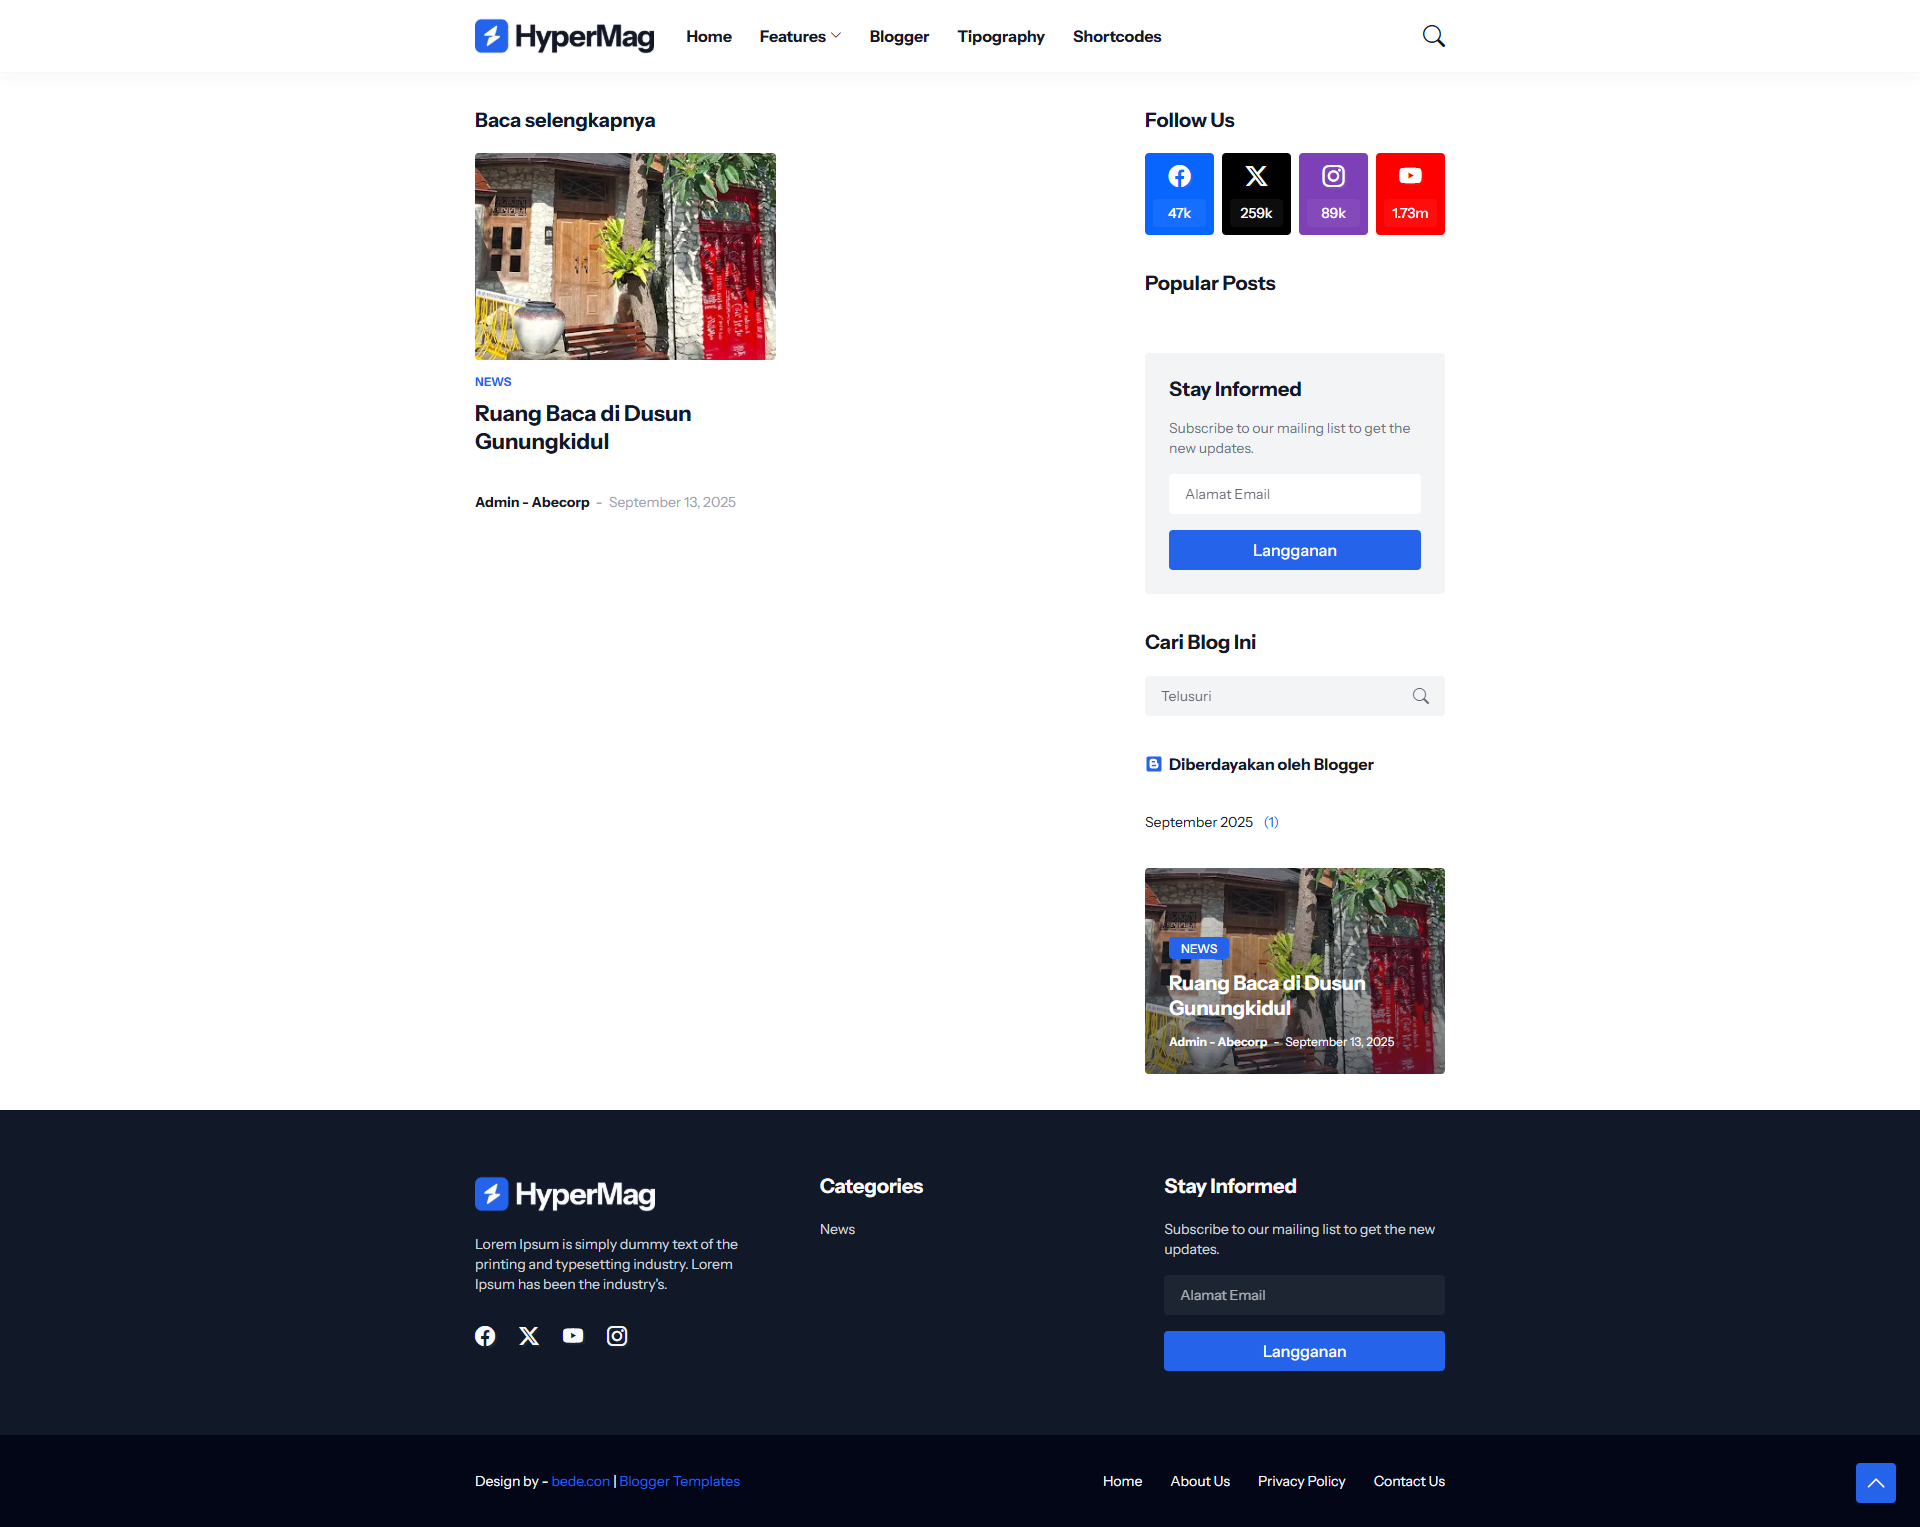 HyperMag
Home
Features
Blogger
Tipography
Shortcodes
Baca selengkapnya
NEWS
Ruang Baca di Dusun
Gunungkidul
Admin - Abecorp - September 13, 2025
Follow Us
47k
259k
89k
1.73m
Popular Posts
Stay Informed
Subscribe to our mailing list to get the
new updates.
Alamat Email
Langganan
Cari Blog Ini
Telusuri
Diberdayakan oleh Blogger
September 2025 (1)
NEWS
Ruang Baca di Dusun
Gunungkidul
Admin - Abecorp - September 13, 2025
HyperMag
Lorem Ipsum is simply dummy text of the
printing and typesetting industry. Lorem
Ipsum has been the industry's.
Categories
News
Stay Informed
Subscribe to our mailing list to get the new
updates.
Alamat Email
Langganan
Design by - bede.con | Blogger Templates
Home
About Us
Privacy Policy
Contact Us